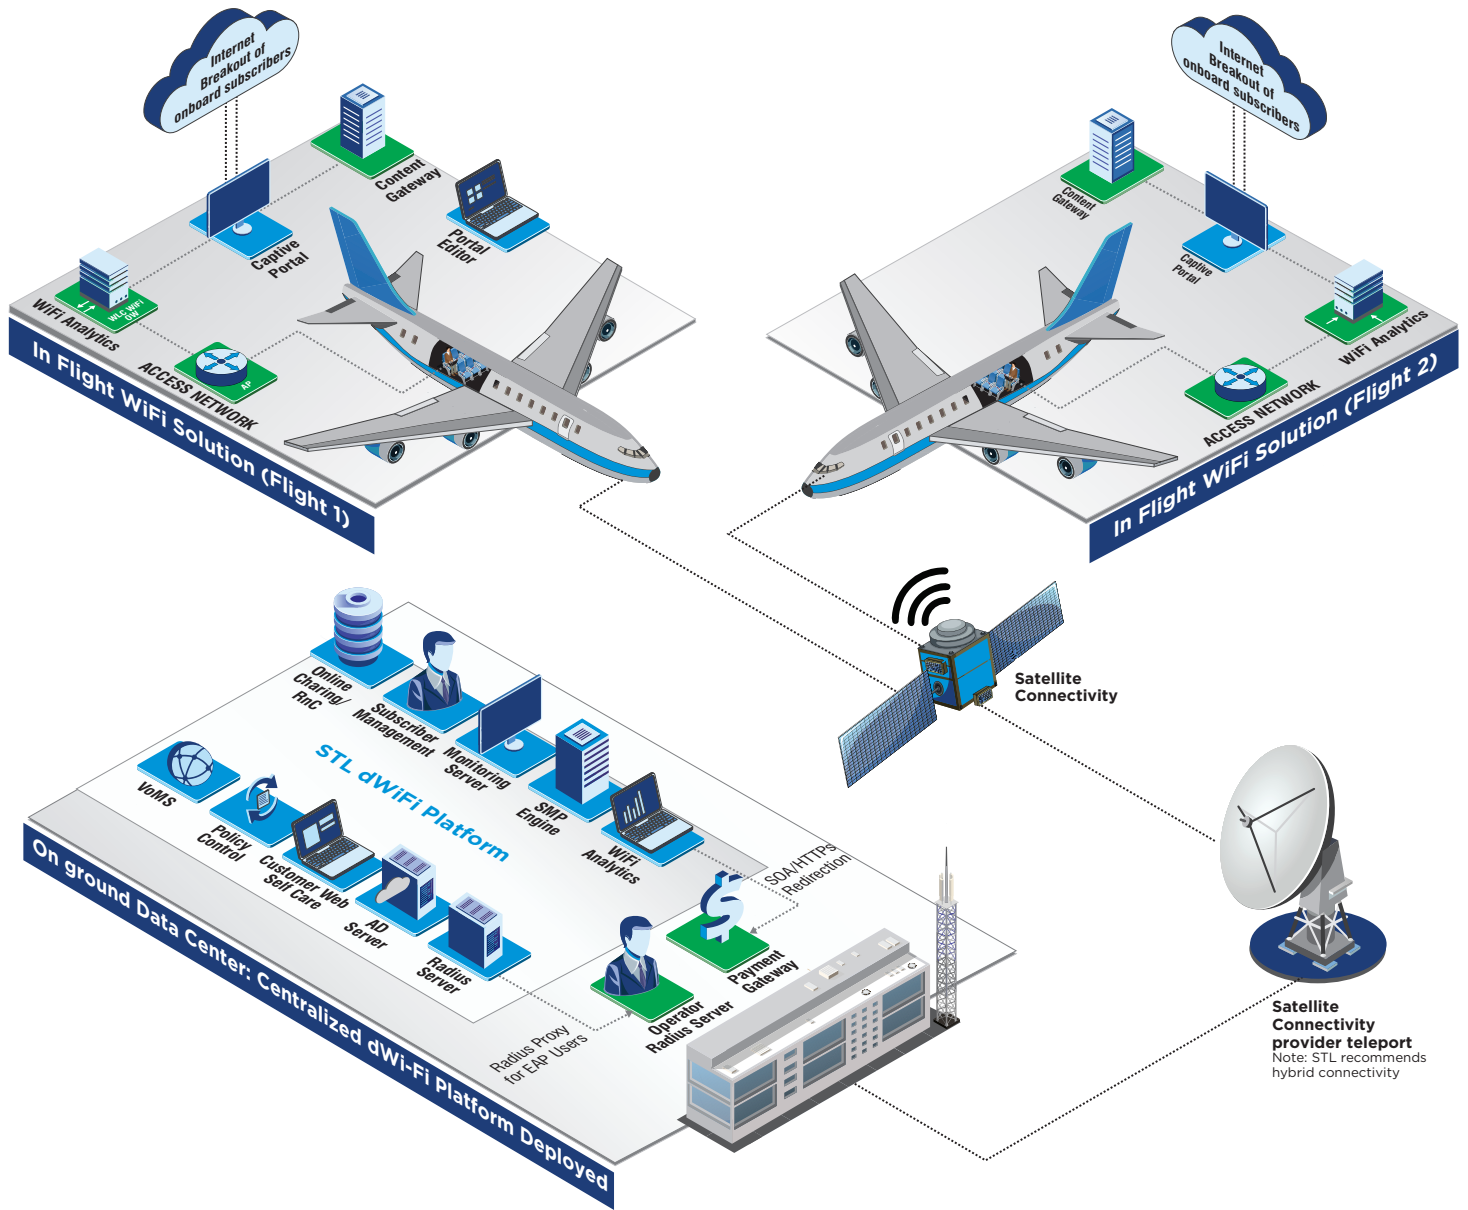 Internet
Breakout of
onboard subscribers
Content
Gateway
Portal
Editor
Captive
Portal
WLC WIFI
OW
WiFi Analytics
AP
ACCESS NETWORK
In Flight WiFi Solution (Flight 1)
Internet
Breakout of
onboard subscribers
Content
Gateway
Captive
Portal
WiFi Analytics
ACCESS NETWORK
In Flight WiFi Solution (Flight 2)
Satellite
Connectivity
Online
Charing/
RnC
Subscriber
Management
Monitoring
Server
SMP
Engine
WiFi
Analytics
STL dWiFi Platform
VoMS
Policy
Control
Customer Web
Self Care
AD
Server
Radius
Server
SOA/HTTPs
Redirection
Payment
Gateway
Operator
Radius Server
Radius Proxy
for EAP Users
On ground Data Center: Centralized dWi-Fi Platform Deployed
Satellite
Connectivity
provider teleport
Note: STL recommends
hybrid connectivity